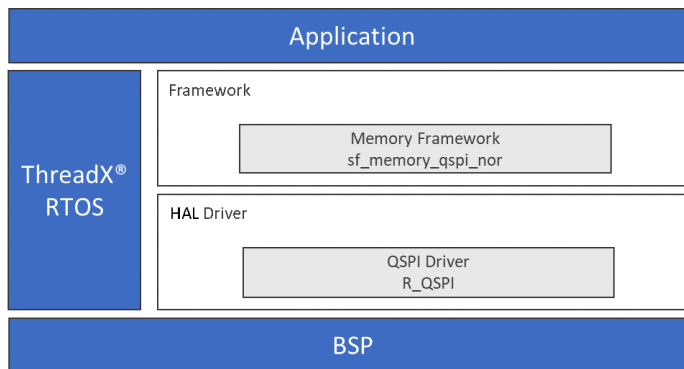 Application
ThreadX®
RTOS
Framework
Memory Framework
sf_memory_qspi_nor
HAL Driver
QSPI Driver
R_QSPI
BSP